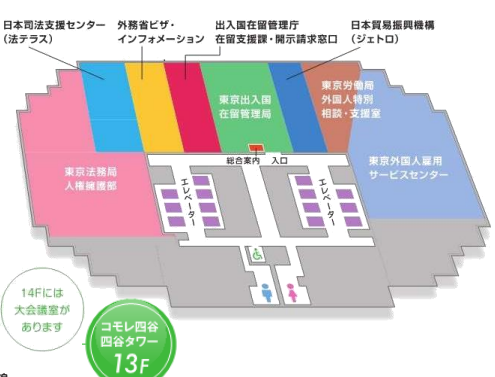 日本司法支援センター
（法テラス）
外務省ビザ・
インフォメーション
出入国在留管理庁
在留支援課・開示請求窓口
日本貿易振興機構
（ジェトロ）
東京出入国
在留管理局
東京労働局
外国人特別
相談・支援室
東京法務局
人権擁護部
総合案内 入口
東京外国人雇用
サービスセンター
エレベーター
エレベーター
14Fには
大会議室が
あります
コモレ四谷
四谷タワー
13F